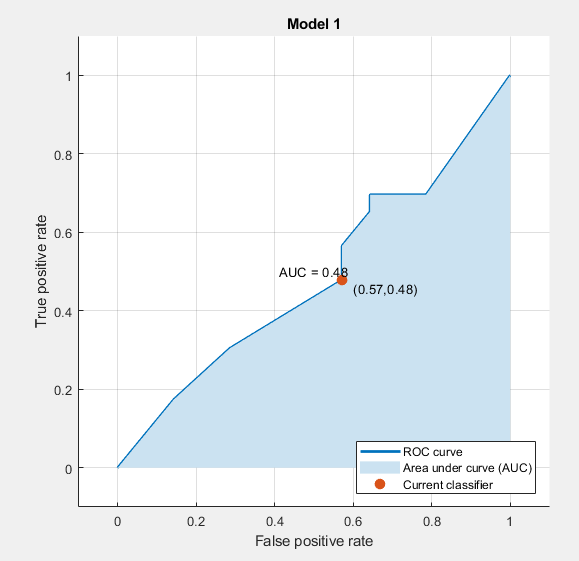 Model 1
1
0.8
0.6
0.4
0.2
0
True positive rate
AUC = 0.48
(0.57,0.48)
ROC curve
Area under curve (AUC)
Current classifier
0 0.2 0.4 0.6 0.8 1
False positive rate